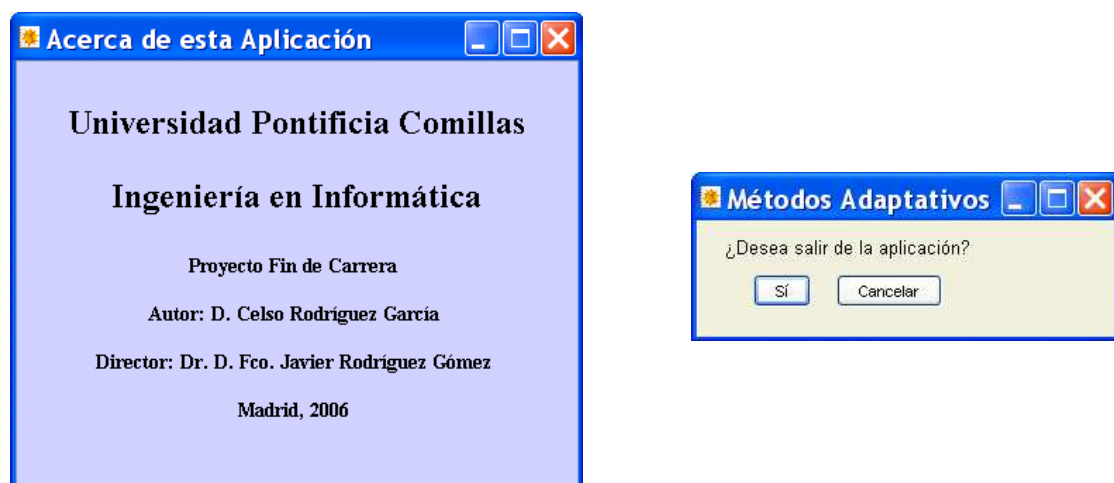 Acerca de esta Aplicación
Universidad Pontificia Comillas
Ingeniería en Informática
Proyecto Fin de Carrera
Autor: D. Celso Rodríguez García
Director: Dr. D. Fco. Javier Rodríguez Gómez
Madrid, 2006
Métodos Adaptativos
¿Desea salir de la aplicación?
Sí Cancelar